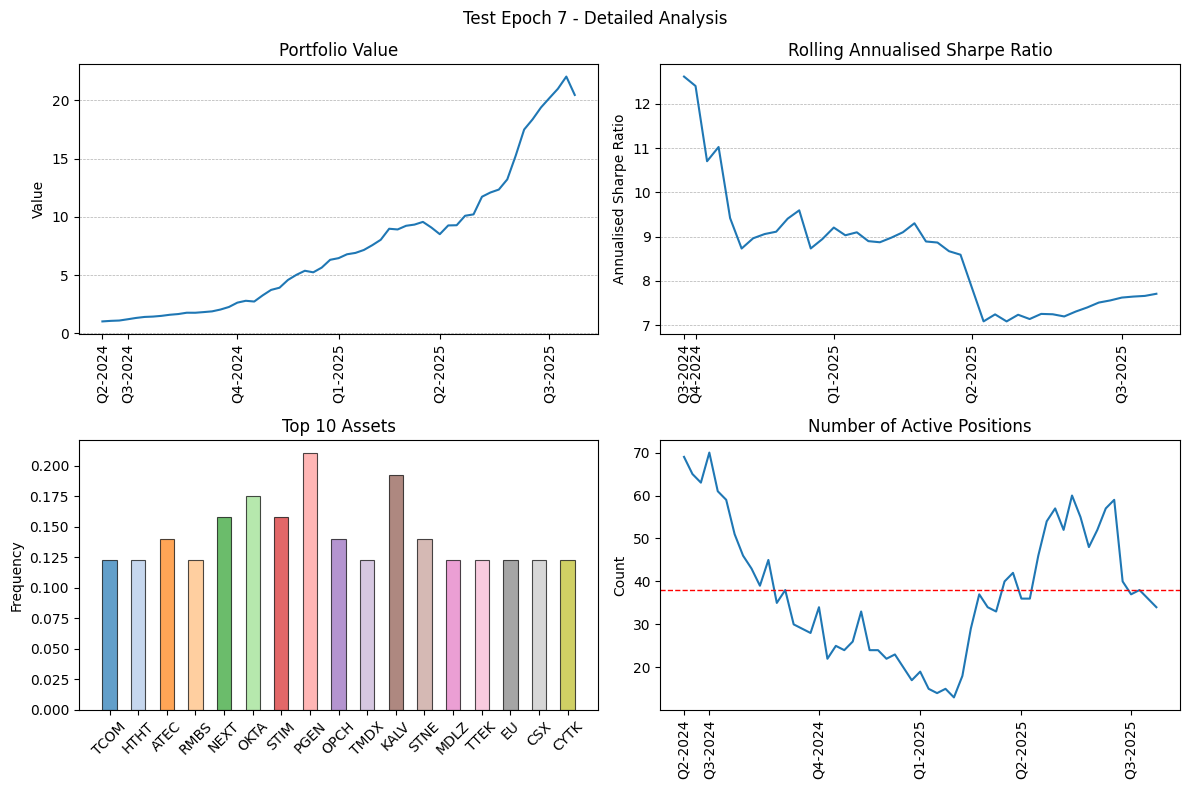 Test Epoch 7 - Detailed Analysis
Portfolio Value
Value
20
15
10
5
0
Q2-2024
Q3-2024
Q4-2024
Q1-2025
Q2-2025
Q3-2025
Rolling Annualised Sharpe Ratio
Annualised Sharpe Ratio
12
11
10
9
8
7
Q3-2024
Q4-2024
Q1-2025
Q2-2025
Q3-2025
Top 10 Assets
Frequency
0.200
0.175
0.150
0.125
0.100
0.075
0.050
0.025
0.000
TCOM
HTHT
ATEC
RMBS
NEXT
OKTA
STIM
PGEN
OPCH
TMDX
KALV
STNE
MDLZ
TTEK
EU
CSX
CYTK
Number of Active Positions
Count
70
60
50
40
30
20
Q2-2024
Q3-2024
Q4-2024
Q1-2025
Q2-2025
Q3-2025